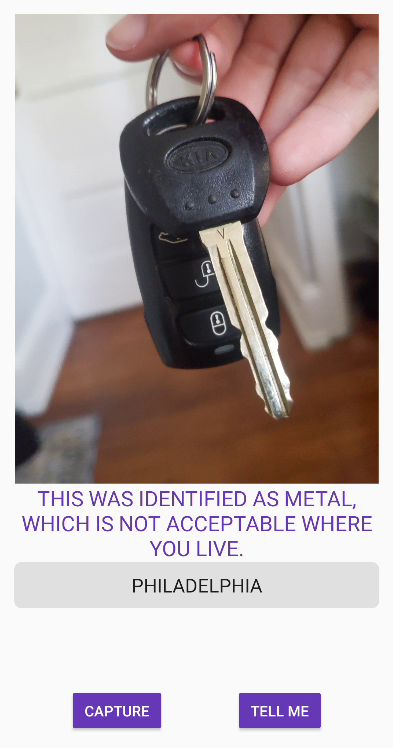 KIA
V
THIS WAS IDENTIFIED AS METAL,
WHICH IS NOT ACCEPTABLE WHERE
YOU LIVE.
PHILADELPHIA
CAPTURE
TELL ME